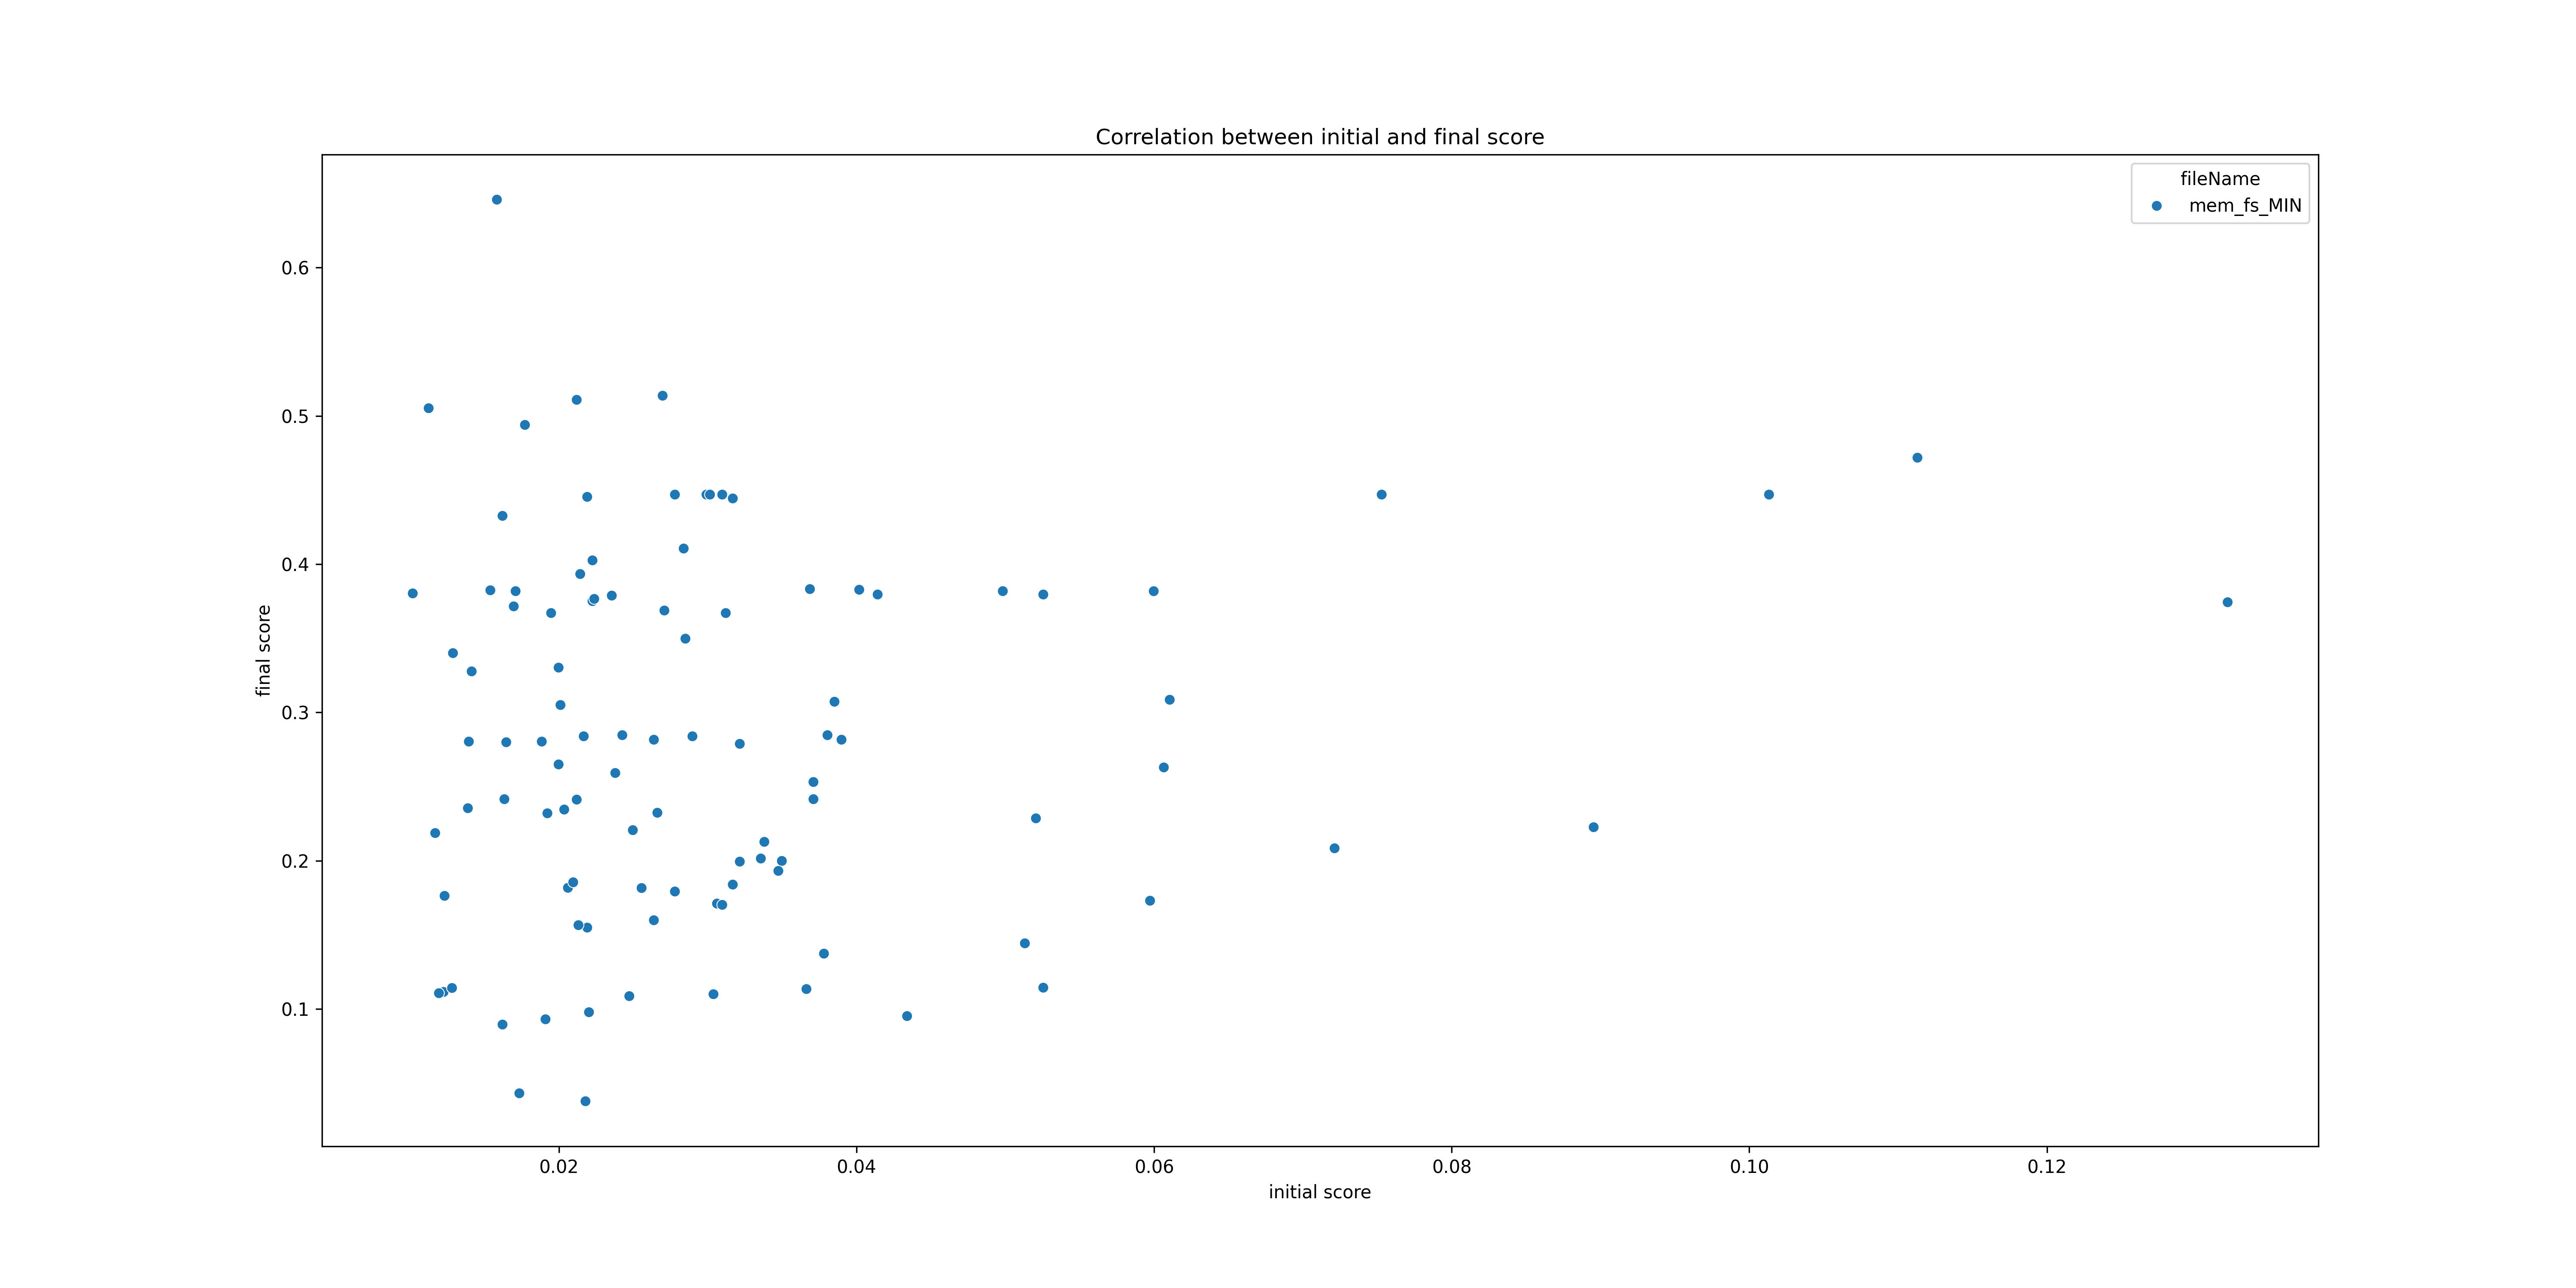 Correlation between initial and final score
fileName
mem_fs_MIN
final score
0.6
0.5
0.4
0.3
0.2
0.1
0.02
0.04
0.06
0.08
0.10
0.12
initial score